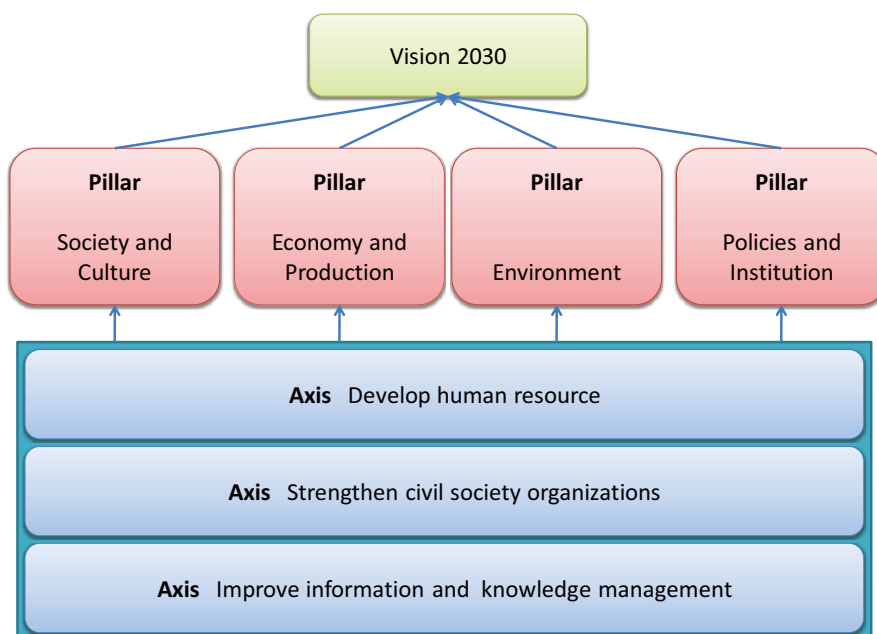 Vision 2030
Pillar
Society and
Culture
Pillar
Economy and
Production
Pillar
Environment
Pillar
Policies and
Institution
Axis Develop human resource
Axis Strengthen civil society organizations
Axis Improve information and knowledge management